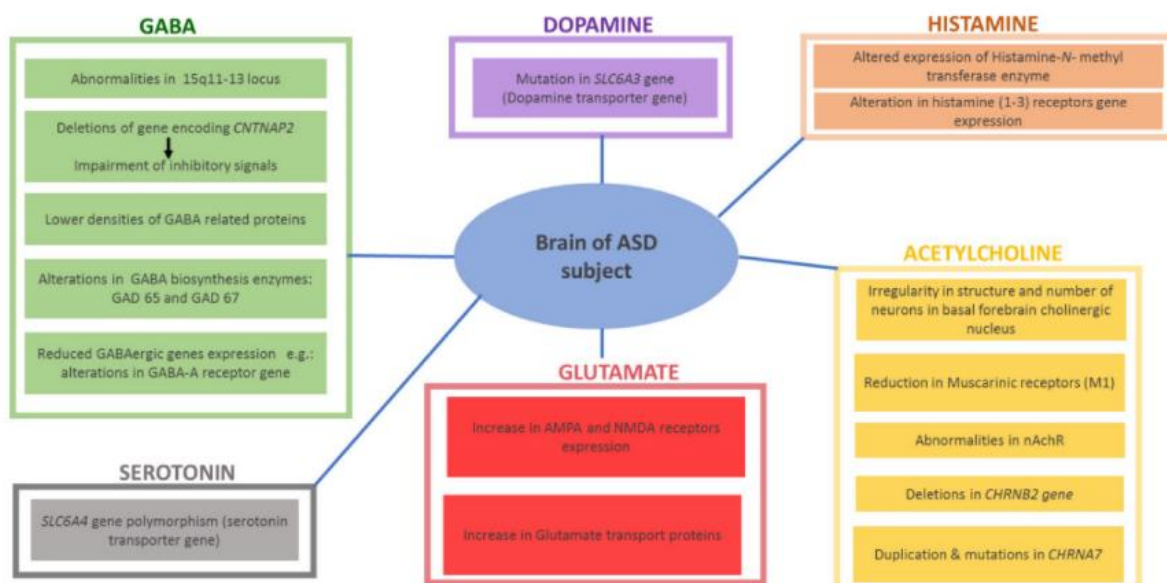 GABA
Abnormalities in 15q11-13 locus
Deletions of gene encoding CNTNAP2
Impairment of inhibitory signals
Lower densities of GABA related proteins
Alterations in GABA biosynthesis enzymes:
GAD 65 and GAD 67
Reduced GABAergic genes expression e.g.:
alterations in GABA-A receptor gene
DOPAMINE
Mutation in SLC6A3 gene
(Dopamine transporter gene)
HISTAMINE
Altered expression of Histamine-N- methyl
transferase enzyme
Alteration in histamine (1-3) receptors gene
expression
Brain of ASD
subject
ACETYLCHOLINE
Irregularity in structure and number of
neurons in basal forebrain cholinergic
nucleus
Reduction in Muscarinic receptors (M1)
Abnormalities in nAchR
Deletions in CHRNB2 gene
Duplication & mutations in CHRNA7
GLUTAMATE
Increase in AMPA and NMDA receptors
expression
Increase in Glutamate transport proteins
SEROTONIN
SLC6A4 gene polymorphism (serotonin
transporter gene)